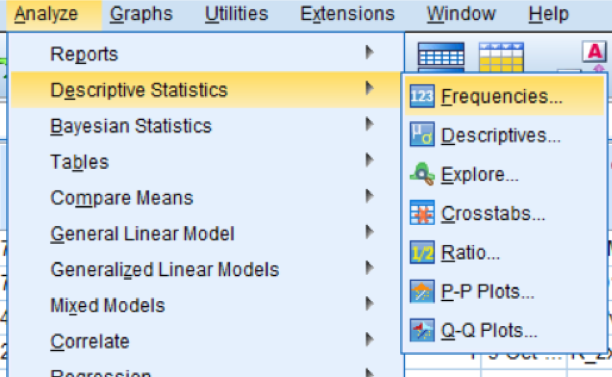 Analyze Graphs Utilities Extensions Window Help
Reports
Descriptive Statistics
Bayesian Statistics
Tables
Compare Means
General Linear Model
Generalized Linear Models
Mixed Models
Correlate
Regression
A
123 Frequencies...
μσ Descriptives...
Explore...
Crosstabs...
1/2 Ratio...
P-P Plots...
Q-Q Plots...